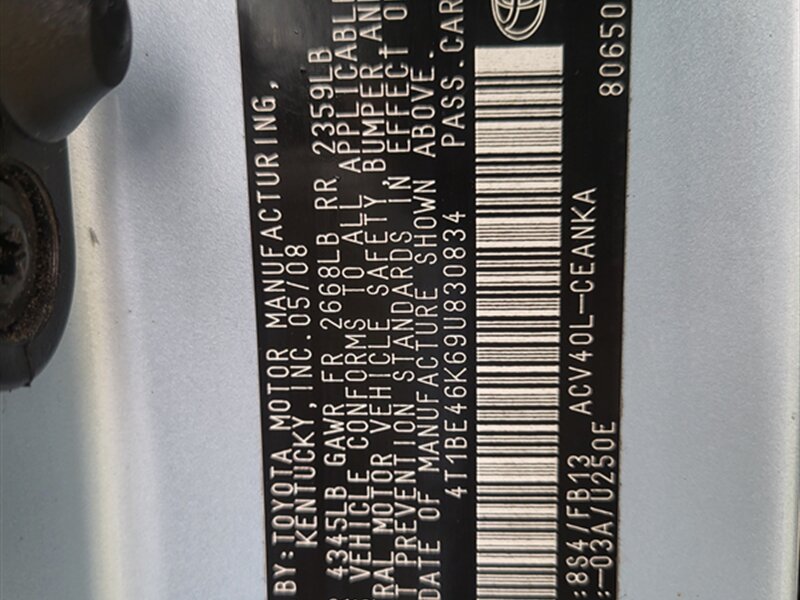 BY:TOYOTA MOTOR MANUFACTURING,
KENTUCKY, INC. 05/08
4345LB GAWR FR 2668LB RR 2359LB
VEHICLE CONFORMS TO ALL APPLICABLE
RAL MOTOR VEHICLE SAFETY, BUMPER AND
T PREVENTION STANDARDS IN EFFECT O
DATE OF MANUFACTURE SHOWN ABOVE.
4T1BE46K69U830834 PASS.CAR
:8S4/FB13 ACV40L-CEANKA 80650
:-03A/U250E